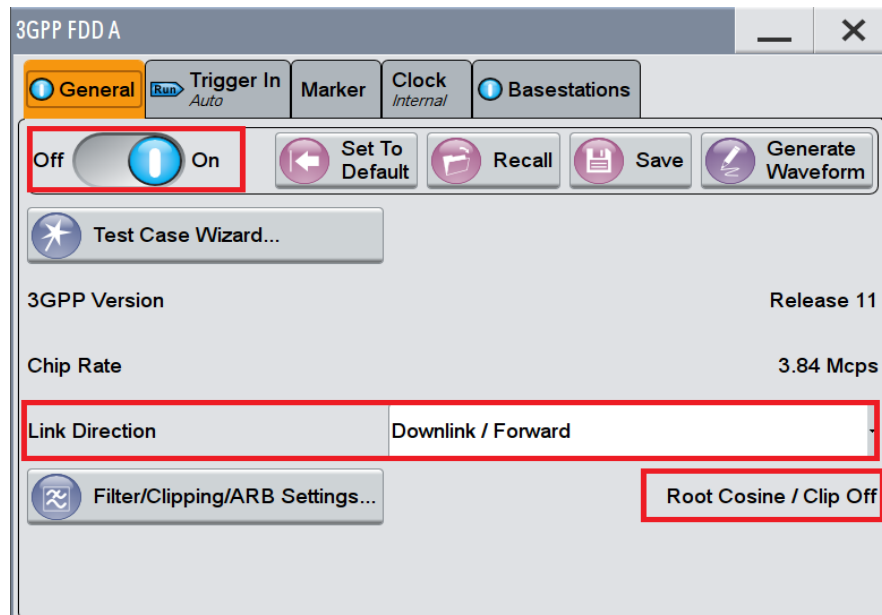 3GPP FDD A
General
Run Trigger In
Auto
Marker
Clock
Internal
Basestations
Off On
Set To
Default
Recall
Save
Generate
Waveform
Test Case Wizard...
3GPP Version Release 11
Chip Rate 3.84 Mcps
Link Direction Downlink / Forward
Filter/Clipping/ARB Settings... Root Cosine / Clip Off